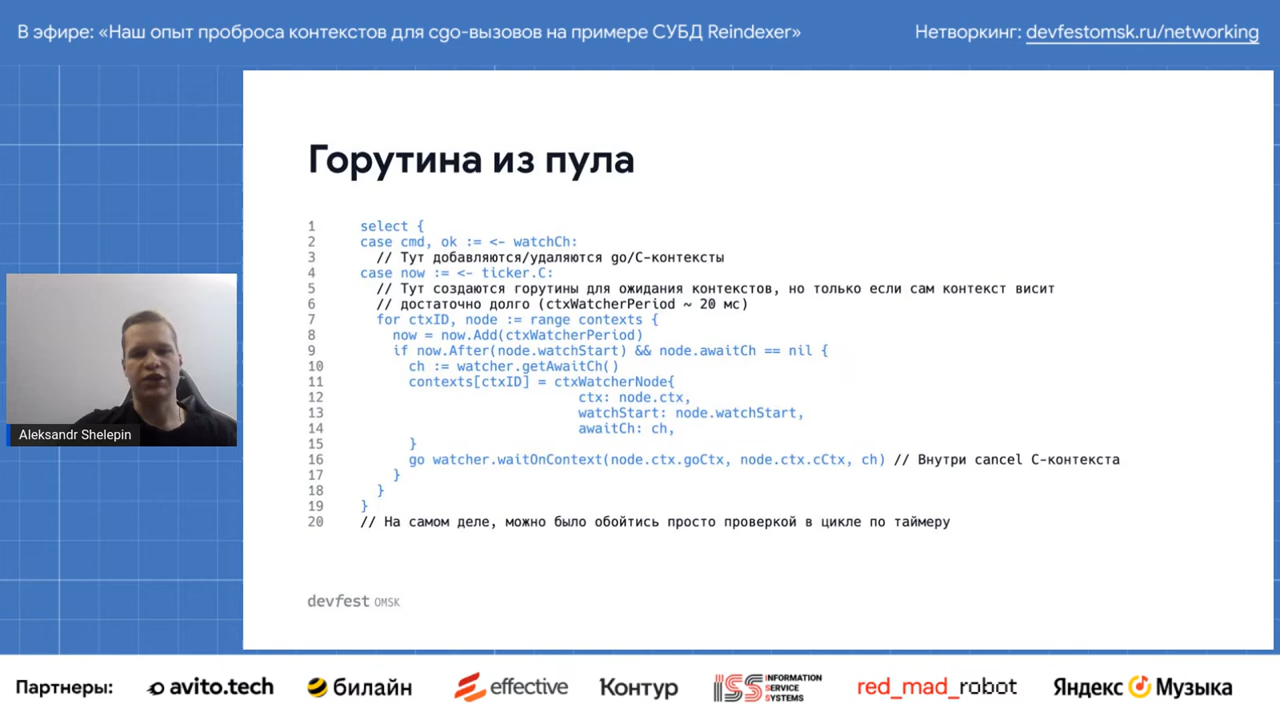 В эфире: «Наш опыт проброса контекстов для cgo-вызовов на примере СУБД Reindexer»
Нетворкинг: devfestomsk.ru/networking
Горутина из пула
1 select {
2 case cmd, ok := <- watchCh:
3 // Тут добавляются/удаляются go/C-контексты
4 case now := <- ticker.C:
5 // Тут создаются горутины для ожидания контекстов, но только если сам контекст висит
6 // достаточно долго (ctxWatcherPeriod ~ 20 мс)
7 for ctxID, node := range contexts {
8 now = now.Add(ctxWatcherPeriod)
9 if now.After(node.watchStart) && node.awaitCh == nil {
10 ch := watcher.getAwaitCh()
11 contexts[ctxID] = ctxWatcherNode{
12 ctx: node.ctx,
13 watchStart: node.watchStart,
14 awaitCh: ch,
15 }
16 go watcher.waitOnContext(node.ctx.goCtx, node.ctx.cCtx, ch) // Внутри cancel C-контекста
17 }
18 }
19 }
20 // На самом деле, можно было обойтись просто проверкой в цикле по таймеру
Aleksandr Shelepin
devfest OMSK
Партнеры: avito.tech билайн effective Контур ISS INFORMATION SERVICE SYSTEMS red_mad_robot Яндекс Музыка